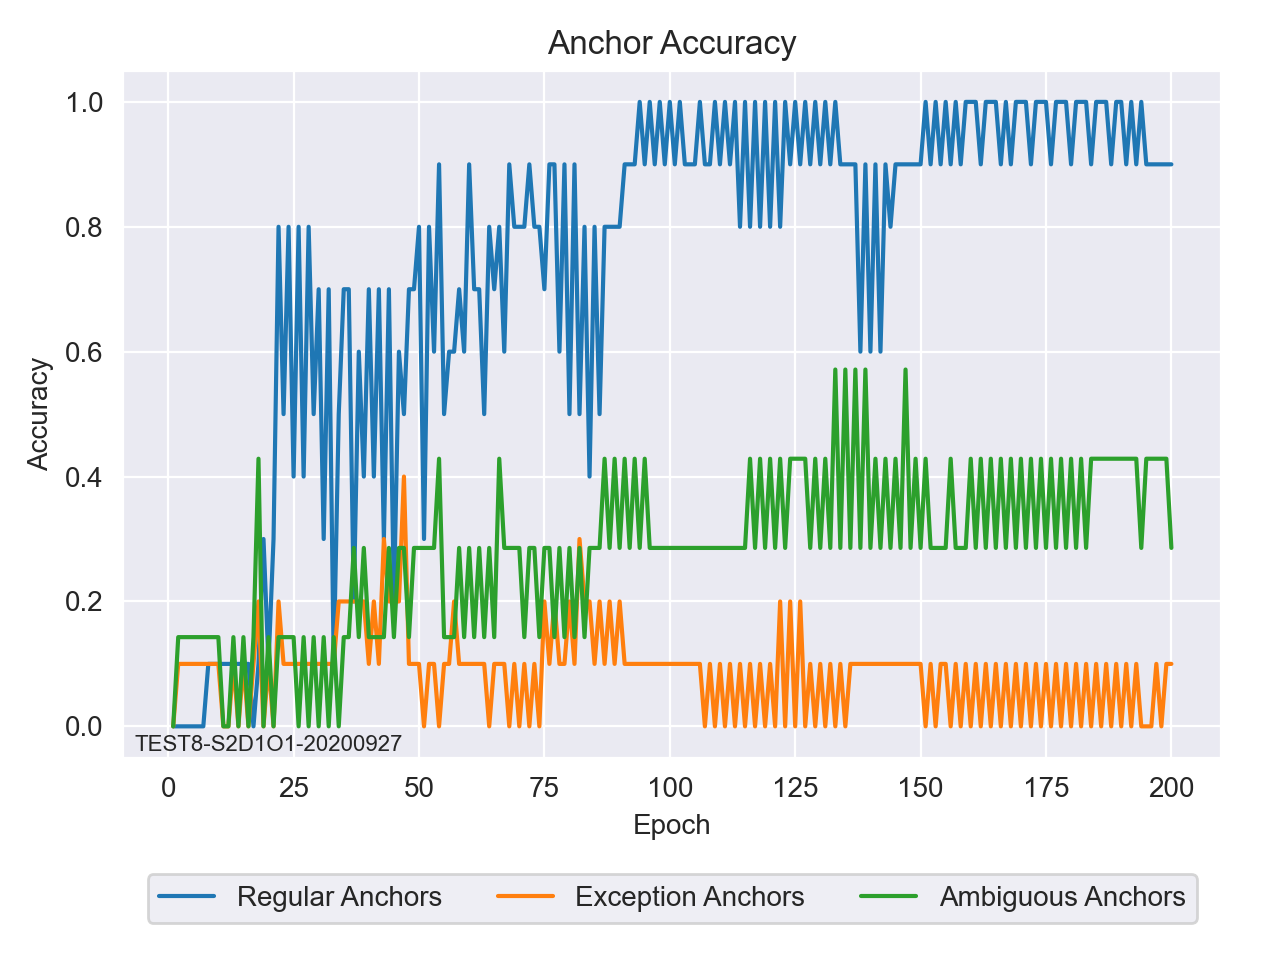 Anchor Accuracy
1.0
0.8
0.6
0.4
0.2
0.0
Accuracy
TEST8-S2D1O1-20200927
0 25 50 75 100 125 150 175 200
Epoch
Regular Anchors Exception Anchors Ambiguous Anchors